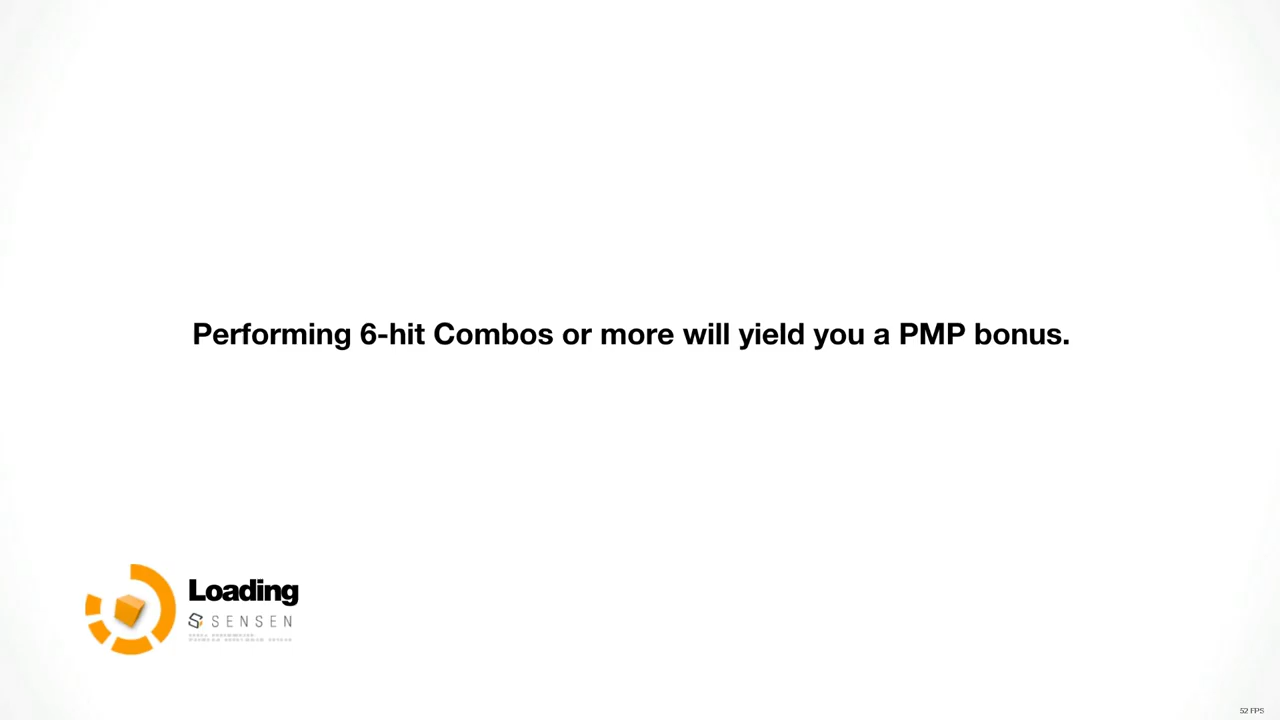 Performing 6-hit Combos or more will yield you a PMP bonus.
Loading
SENSEN
52 FPS